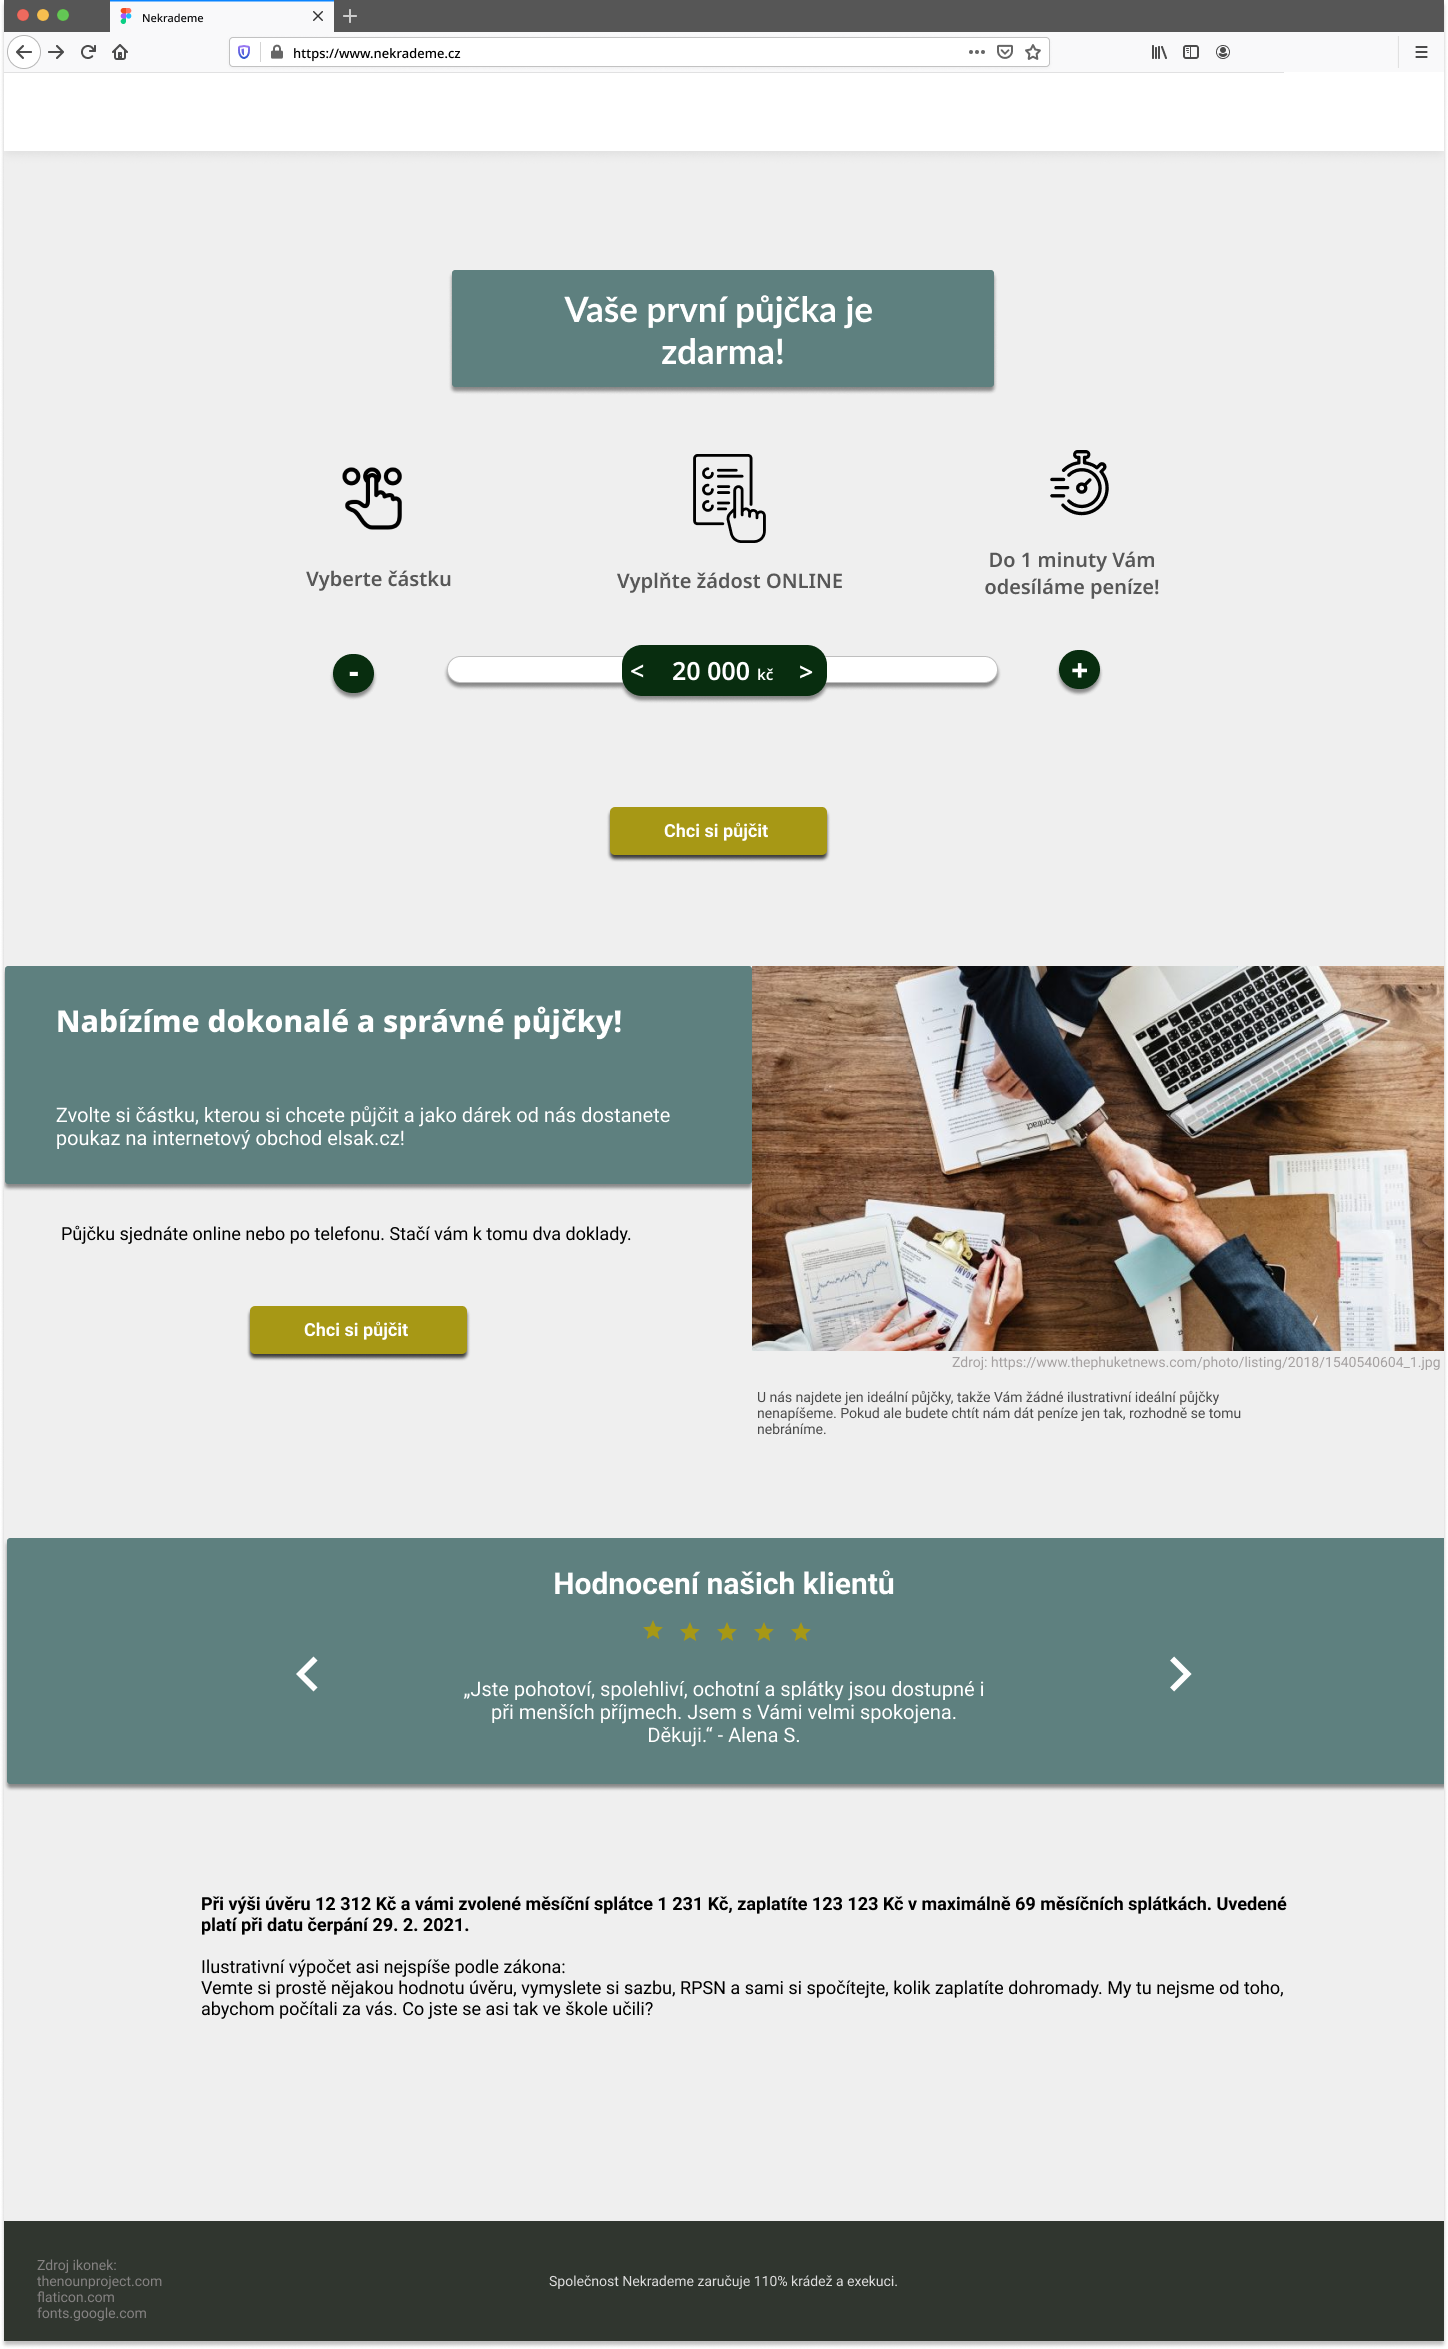 Nekrademe
https://www.nekrademe.cz
Vaše první půjčka je
zdarma!
Vyberte částku
Vyplňte žádost ONLINE
Do 1 minuty Vám
odesíláme peníze!
-
< 20 000 kč >
+
Chci si půjčit
Nabízíme dokonalé a správné půjčky!
Zvolte si částku, kterou si chcete půjčit a jako dárek od nás dostanete
poukaz na internetový obchod elsak.cz!
Půjčku sjednáte online nebo po telefonu. Stačí vám k tomu dva doklady.
Chci si půjčit
Contract
Zdroj: https://www.thephuketnews.com/photo/listing/2018/1540540604_1.jpg
U nás najdete jen ideální půjčky, takže Vám žádné ilustrativní ideální půjčky
nenapíšeme. Pokud ale budete chtít nám dát peníze jen tak, rozhodně se tomu
nebráníme.
Hodnocení našich klientů
„Jste pohotoví, spolehliví, ochotní a splátky jsou dostupné i
při menších příjmech. Jsem s Vámi velmi spokojena.
Děkuji.“ - Alena S.
Při výši úvěru 12 312 Kč a vámi zvolené měsíční splátce 1 231 Kč, zaplatíte 123 123 Kč v maximálně 69 měsíčních splátkách. Uvedené
platí při datu čerpání 29. 2. 2021.
Ilustrativní výpočet asi nejspíše podle zákona:
Vemte si prostě nějakou hodnotu úvěru, vymyslete si sazbu, RPSN a sami si spočítejte, kolik zaplatíte dohromady. My tu nejsme od toho,
abychom počítali za vás. Co jste se asi tak ve škole učili?
Zdroj ikonek:
thenounproject.com
flaticon.com
fonts.google.com
Společnost Nekrademe zaručuje 110% krádež a exekuci.